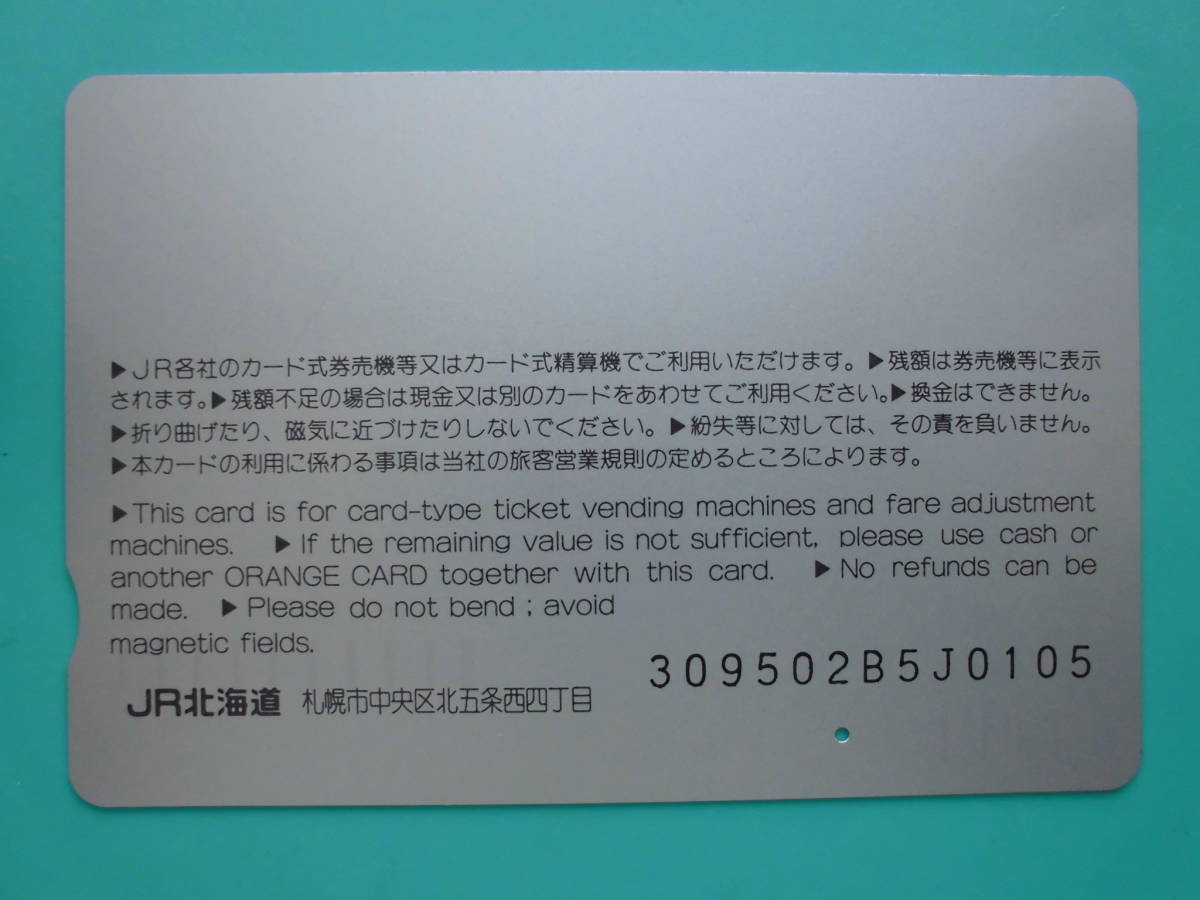 ▶ＪＲ各社のカード式券売機等又はカード式精算機でご利用いただけます。▶残額は券売機等に表示
されます。▶残額不足の場合は現金又は別のカードをあわせてご利用ください。▶換金はできません。
▶折り曲げたり、磁気に近づけたりしないでください。▶紛失等に対しては、その責を負いません。
▶本カードの利用に係わる事項は当社の旅客営業規則の定めるところによります。
▶This card is for card-type ticket vending machines and fare adjustment
machines. ▶If the remaining value is not sufficient, please use cash or
another ORANGE CARD together with this card. ▶No refunds can be
made. ▶Please do not bend ; avoid
magnetic fields.
309502B5J0105
JR北海道 札幌市中央区北五条西四丁目